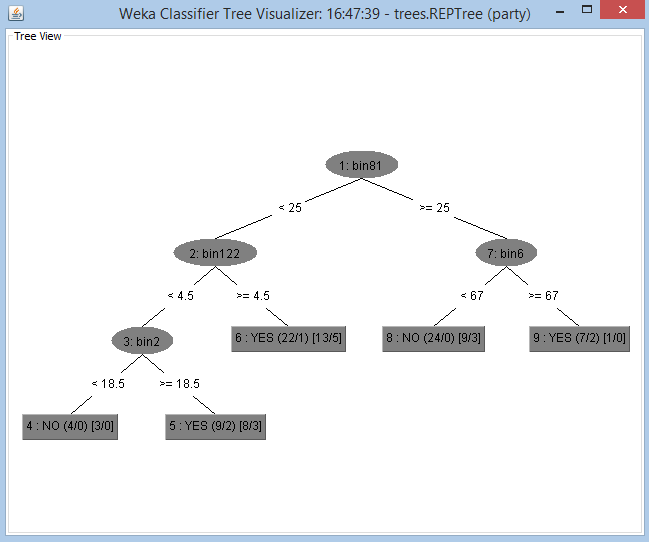 Weka Classifier Tree Visualizer: 16:47:39 - trees.REPTree (party)
Tree View
1: bin81
< 25
>= 25
2: bin122
7: bin6
< 4.5
>= 4.5
< 67
>= 67
3: bin2
6 : YES (22/1) [13/5]
8 : NO (24/0) [9/3]
9 : YES (7/2) [1/0]
< 18.5
>= 18.5
4 : NO (4/0) [3/0]
5 : YES (9/2) [8/3]